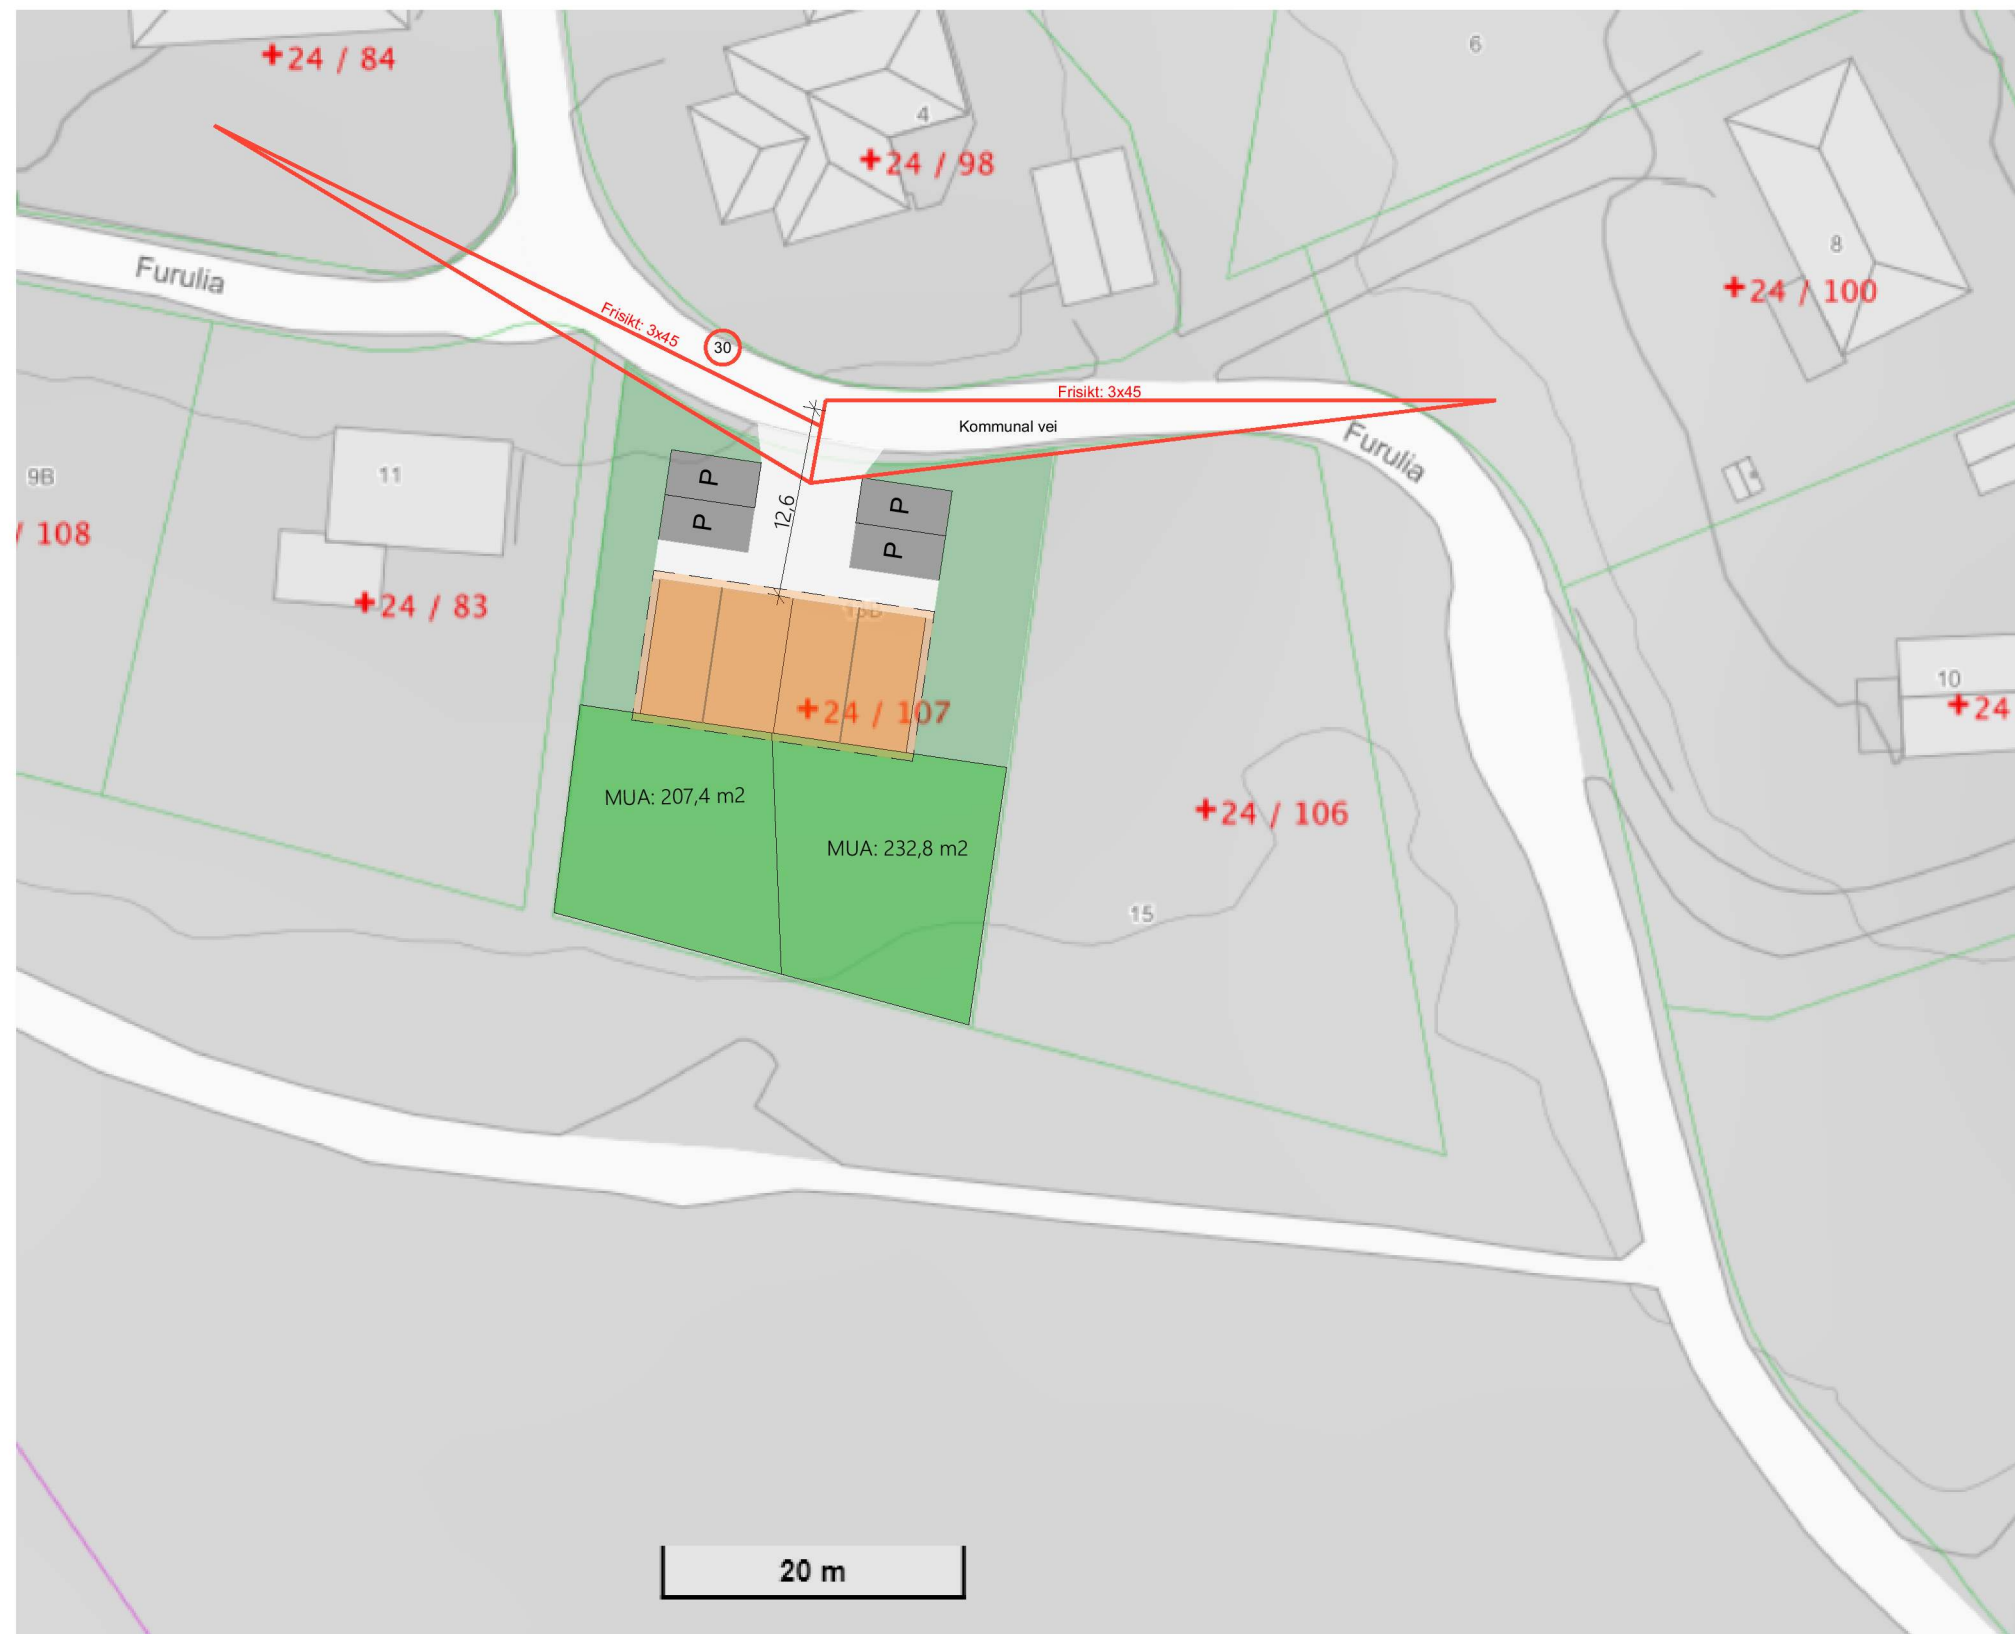 +24 / 84
4
+24 / 98
6
8
+24 / 100
Furulia
Frisikt: 3x45
30
Frisikt: 3x45
Kommunal vei
Furulia
9B
/ 108
11
+24 / 83
P
P
P
P
12,6
+24 / 107
MUA: 207,4 m2
MUA: 232,8 m2
+24 / 106
15
10
+24
20 m